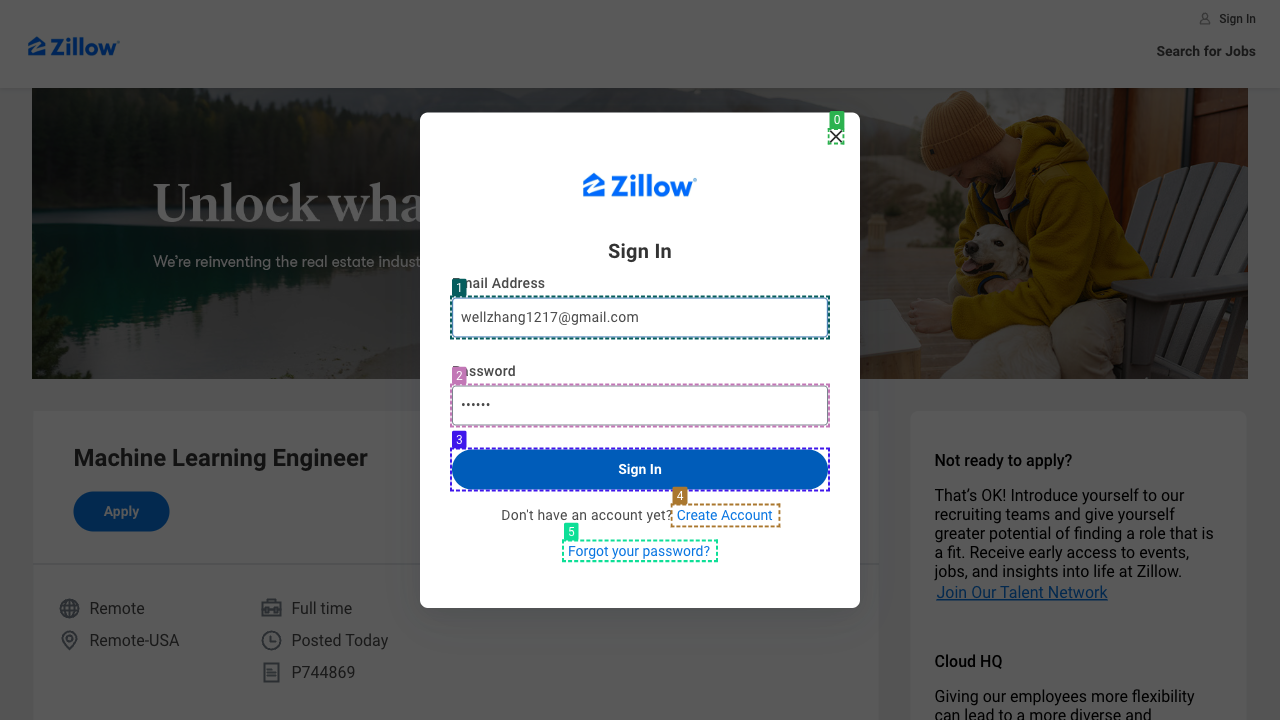 Sign In
Zillow
Search for Jobs
Unlock wha
We're reinventing the real estate indust
0
Zillow
Sign In
1
mail Address
wellzhang1217@gmail.com
2
ssword
••••••
3
Sign In
4
Don't have an account yet? Create Account
5
Forgot your password?
Machine Learning Engineer
Apply
Remote
Full time
Remote-USA
Posted Today
P744869
Not ready to apply?
That's OK! Introduce yourself to our
recruiting teams and give yourself
greater potential of finding a role that is
a fit. Receive early access to events,
jobs, and insights into life at Zillow.
Join Our Talent Network
Cloud HQ
Giving our employees more flexibility
can lead to a more diverse and